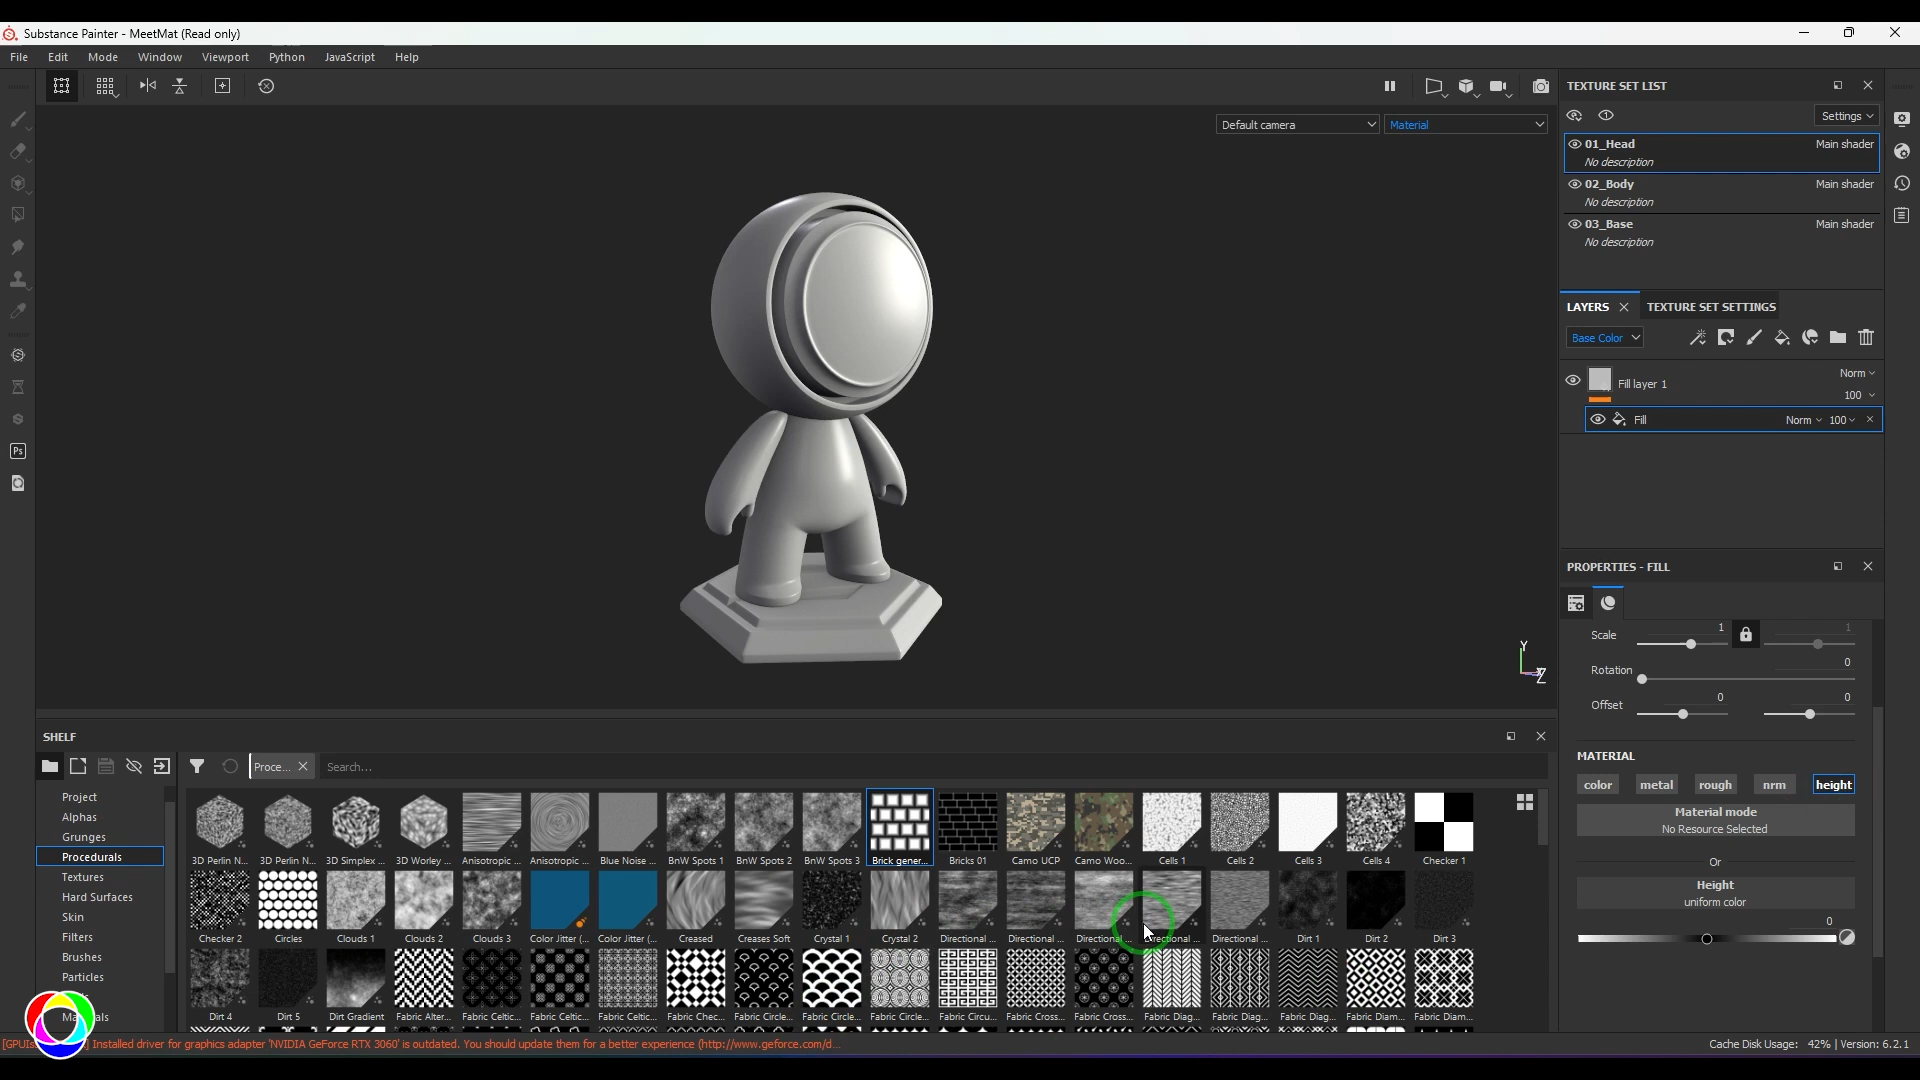 Substance Painter - MeetMat (Read only)
File Edit Mode Window Viewport Python JavaScript Help
Default camera Material
TEXTURE SET LIST
Settings
01_Head Main shader
No description
02_Body Main shader
No description
03_Base Main shader
No description
LAYERS TEXTURE SET SETTINGS
Base Color
Fill layer 1 Norm
100
Fill Norm 100
PROPERTIES - FILL
Scale 1 1
Rotation 0
Offset 0 0
MATERIAL
color metal rough nrm height
Material mode
No Resource Selected
Or
Height
uniform color
0
Y
Z
Ps
SHELF
Proce... Search...
Project
Alphas
Grunges
Procedurals
Textures
Hard Surfaces
Skin
Filters
Brushes
Particles
3D Perlin N... 3D Perlin N... 3D Simplex ... 3D Worley ... Anisotropic ... Anisotropic ... Blue Noise ... BnW Spots 1 BnW Spots 2 BnW Spots 3 Brick gener... Bricks 01 Camo UCP Camo Woo... Cells 1 Cells 2 Cells 3 Cells 4 Checker 1
Checker 2 Circles Clouds 1 Clouds 2 Clouds 3 Color Jitter (... Color Jitter (... Creased Creases Soft Crystal 1 Crystal 2 Directional ... Directional ... Directional ... Directional ... Directional ... Dirt 1 Dirt 2 Dirt 3
Dirt 4 Dirt 5 Dirt Gradient Fabric Alter... Fabric Celtic... Fabric Celtic... Fabric Celtic... Fabric Chec... Fabric Circle... Fabric Circle... Fabric Circle... Fabric Circu... Fabric Cross... Fabric Cross... Fabric Diag... Fabric Diag... Fabric Diag... Fabric Diam... Fabric Diam...
Installed driver for graphics adapter 'NVIDIA GeForce RTX 3060' is outdated. You should update them for a better experience (http://www.geforce.com/d...
Cache Disk Usage: 42% | Version: 6.2.1